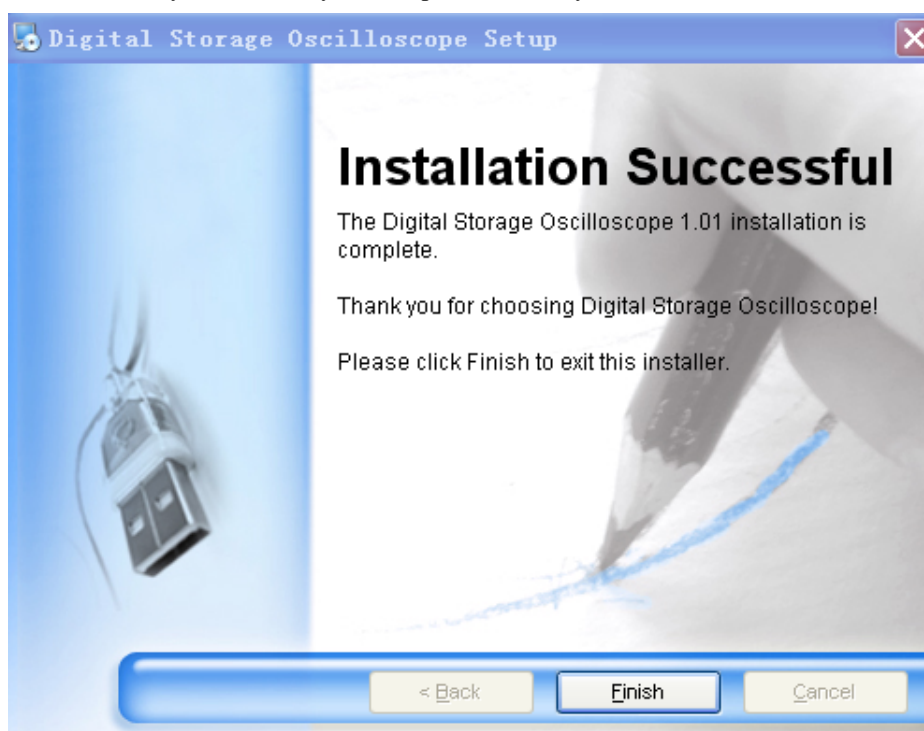 Digital Storage Oscilloscope Setup
Installation Successful
The Digital Storage Oscilloscope 1.01 installation is
complete.
Thank you for choosing Digital Storage Oscilloscope!
Please click Finish to exit this installer.
< Back
Finish
Cancel